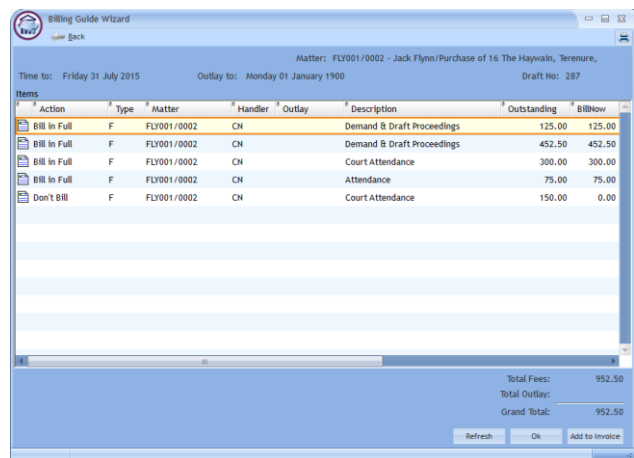 Billing Guide Wizard
Back
Matter: FLY001/0002 - Jack Flynn/Purchase of 16 The Haywain, Terenure,
Time to: Friday 31 July 2015 Outlay to: Monday 01 January 1900 Draft No: 287
Items
Action Type Matter Handler Outlay Description Outstanding BillNow
Bill in Full F FLY001/0002 CN Demand & Draft Proceedings 125.00 125.00
Bill in Full F FLY001/0002 CN Demand & Draft Proceedings 452.50 452.50
Bill in Full F FLY001/0002 CN Court Attendance 300.00 300.00
Bill in Full F FLY001/0002 CN Attendance 75.00 75.00
Don't Bill F FLY001/0002 CN Court Attendance 150.00 0.00
Total Fees: 952.50
Total Outlay:
Grand Total: 952.50
Refresh Ok Add to Invoice